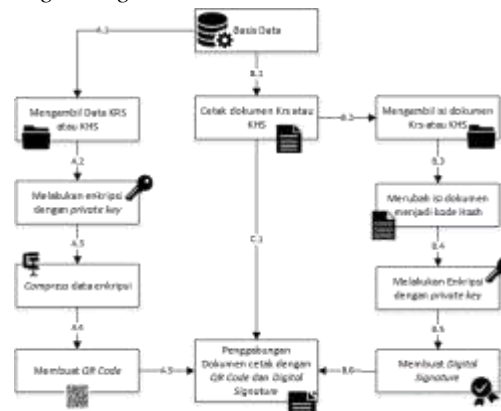 Basis Data
A.1
B.1
Mengambil Data KRS
atau KHS
Cetak dokumen Krs atau
KHS
B.2
Mengambil isi dokumen
Krs atau KHS
A.2
B.3
Melakukan enkripsi
dengan private key
Merubah isi dokumen
menjadi kode Hash
A.3
C.1
B.4
Compress data enkripsi
Melakukan Enkripsi
dengan private key
A.4
B.5
Membuat QR Code
A.5
Penggabungan
Dokumen cetak dengan
QR Code dan Digital
Signature
B.6
Membuat Digital
Signature